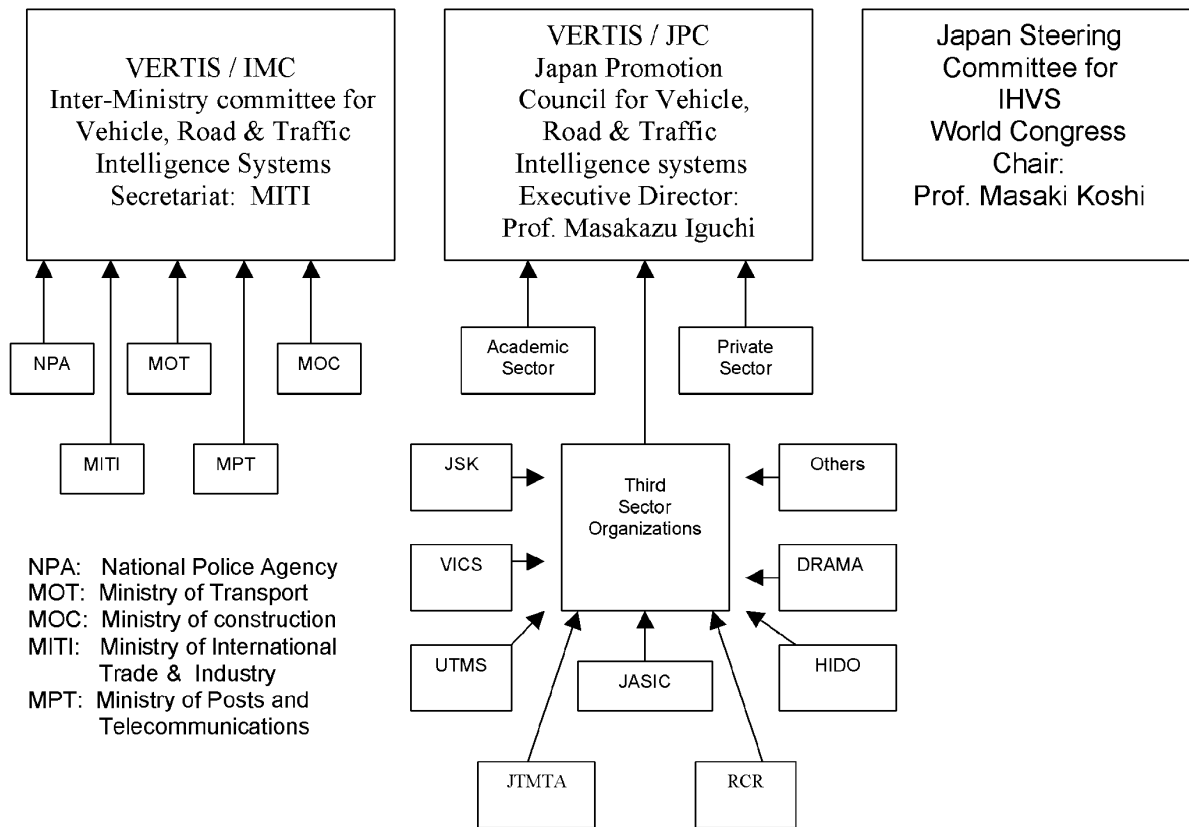 VERTIS / IMC
Inter-Ministry committee for
Vehicle, Road & Traffic
Intelligence Systems
Secretariat: MITI
VERTIS / JPC
Japan Promotion
Council for Vehicle,
Road & Traffic
Intelligence systems
Executive Director:
Prof. Masakazu Iguchi
Japan Steering
Committee for
IHVS
World Congress
Chair:
Prof. Masaki Koshi
NPA
MOT
MOC
MITI
MPT
Academic
Sector
Private
Sector
JSK
Third
Sector
Organizations
Others
VICS
DRAMA
UTMS
JASIC
HIDO
JTMTA
RCR
NPA: National Police Agency
MOT: Ministry of Transport
MOC: Ministry of construction
MITI: Ministry of International
Trade & Industry
MPT: Ministry of Posts and
Telecommunications